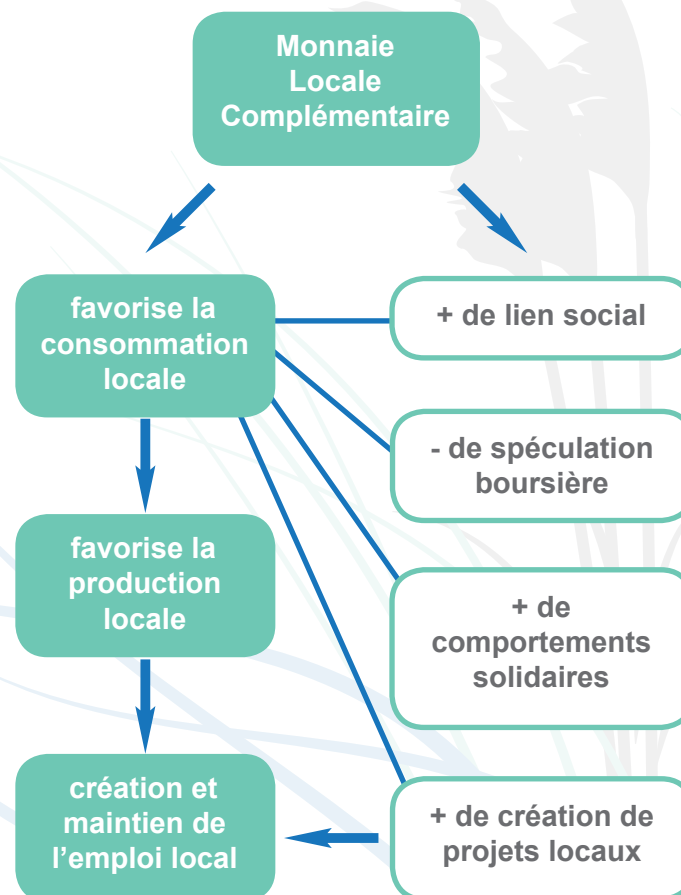 Monnaie
Locale
Complémentaire
favorise la
consommation
locale
+ de lien social
- de spéculation
boursière
favorise la
production
locale
+ de
comportements
solidaires
création et
maintien de
l’emploi local
+ de création de
projets locaux